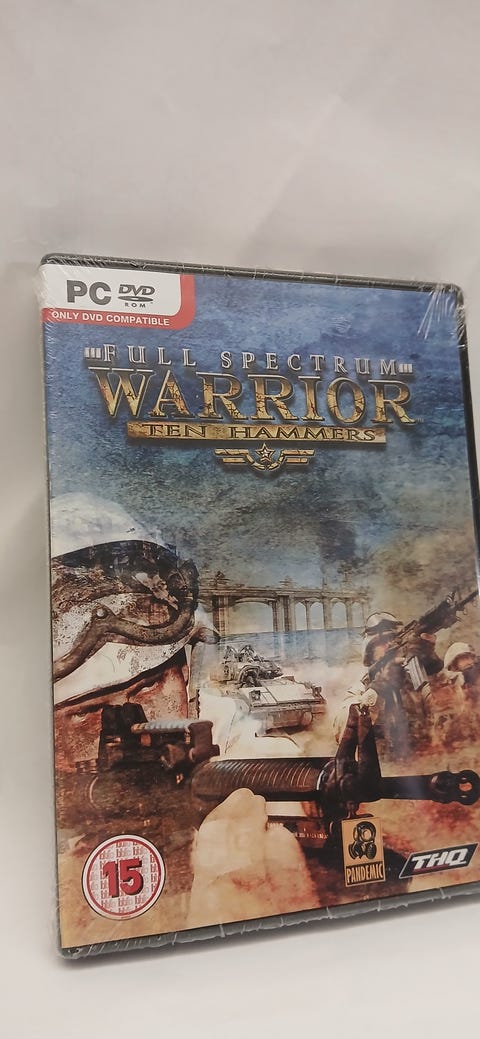 PC DVD
ROM
ONLY DVD COMPATIBLE
FULL SPECTRUM
WARRIOR
TEN HAMMERS
15
PANDEMIC
THQ